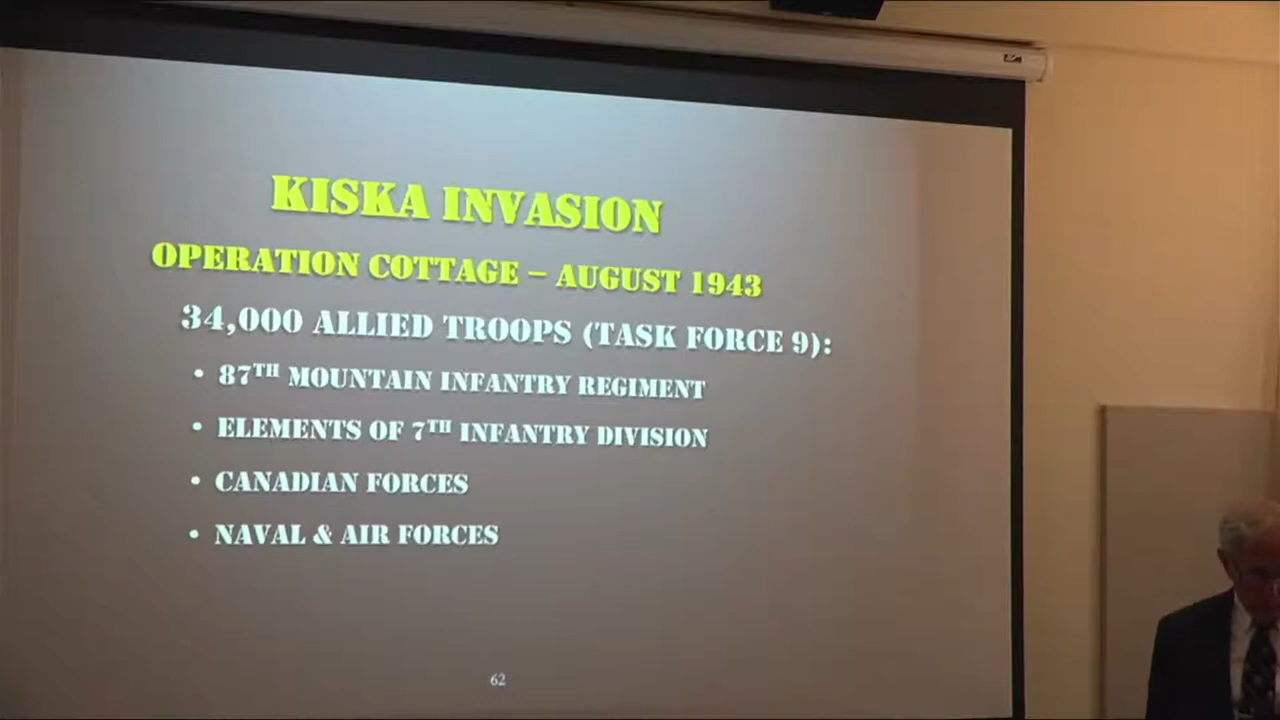 KISKA INVASION
OPERATION COTTAGE – AUGUST 1943
34,000 ALLIED TROOPS (TASK FORCE 9):
• 87TH MOUNTAIN INFANTRY REGIMENT
• ELEMENTS OF 7TH INFANTRY DIVISION
• CANADIAN FORCES
• NAVAL & AIR FORCES
62